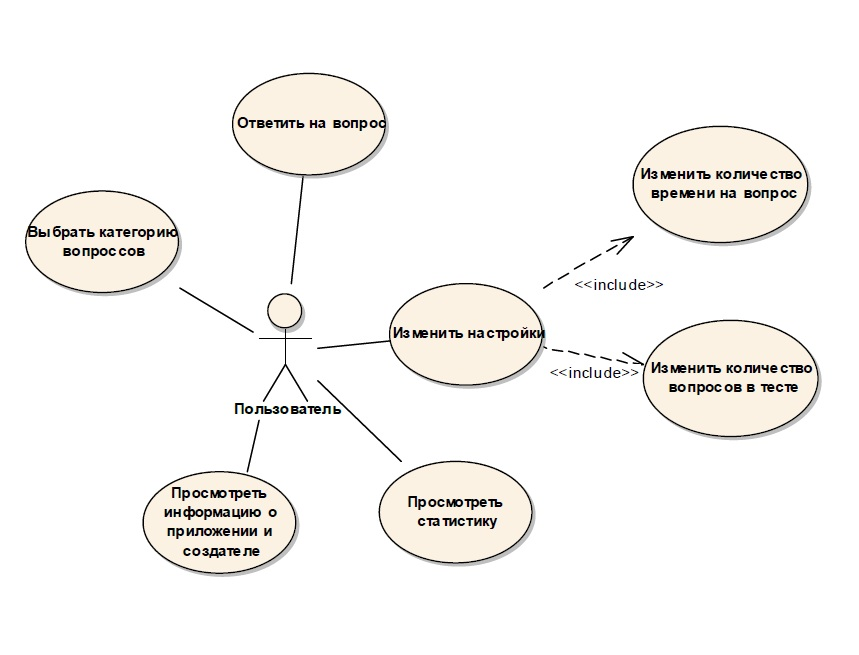 Ответить на вопрос
Изменить количество
времени на вопрос
Выбрать категорию
вопроссов
<<include>>
Изменить настройки
<<include>>
Изменить количество
вопросов в тесте
Пользователь
Просмотреть
информацию о
приложении и
создателе
Просмотреть
статистику